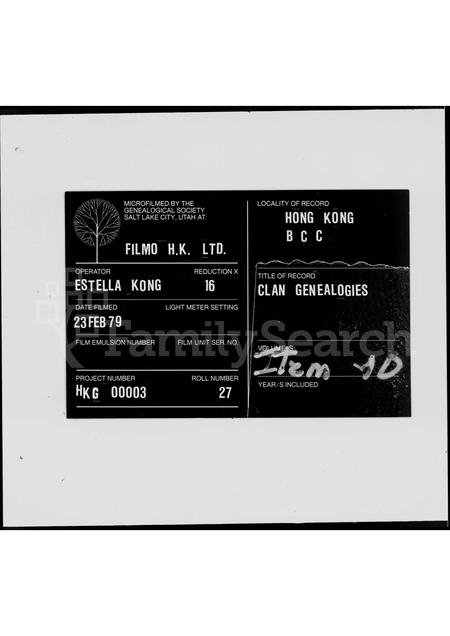 MICROFILMED BY THE
GENEALOGICAL SOCIETY
SALT LAKE CITY, UTAH AT:
FILMO H.K. LTD.
OPERATOR REDUCTION X
ESTELLA KONG 16
DATE FILMED LIGHT METER SETTING
23 FEB 79
FILM EMULSION NUMBER FILM UNIT SER. NO.
PROJECT NUMBER ROLL NUMBER
HKG 00003 27
LOCALITY OF RECORD
HONG KONG
B C C
TITLE OF RECORD
CLAN GENEALOGIES
VOLUME/S
Item
YEAR/S INCLUDED
FamilySearch